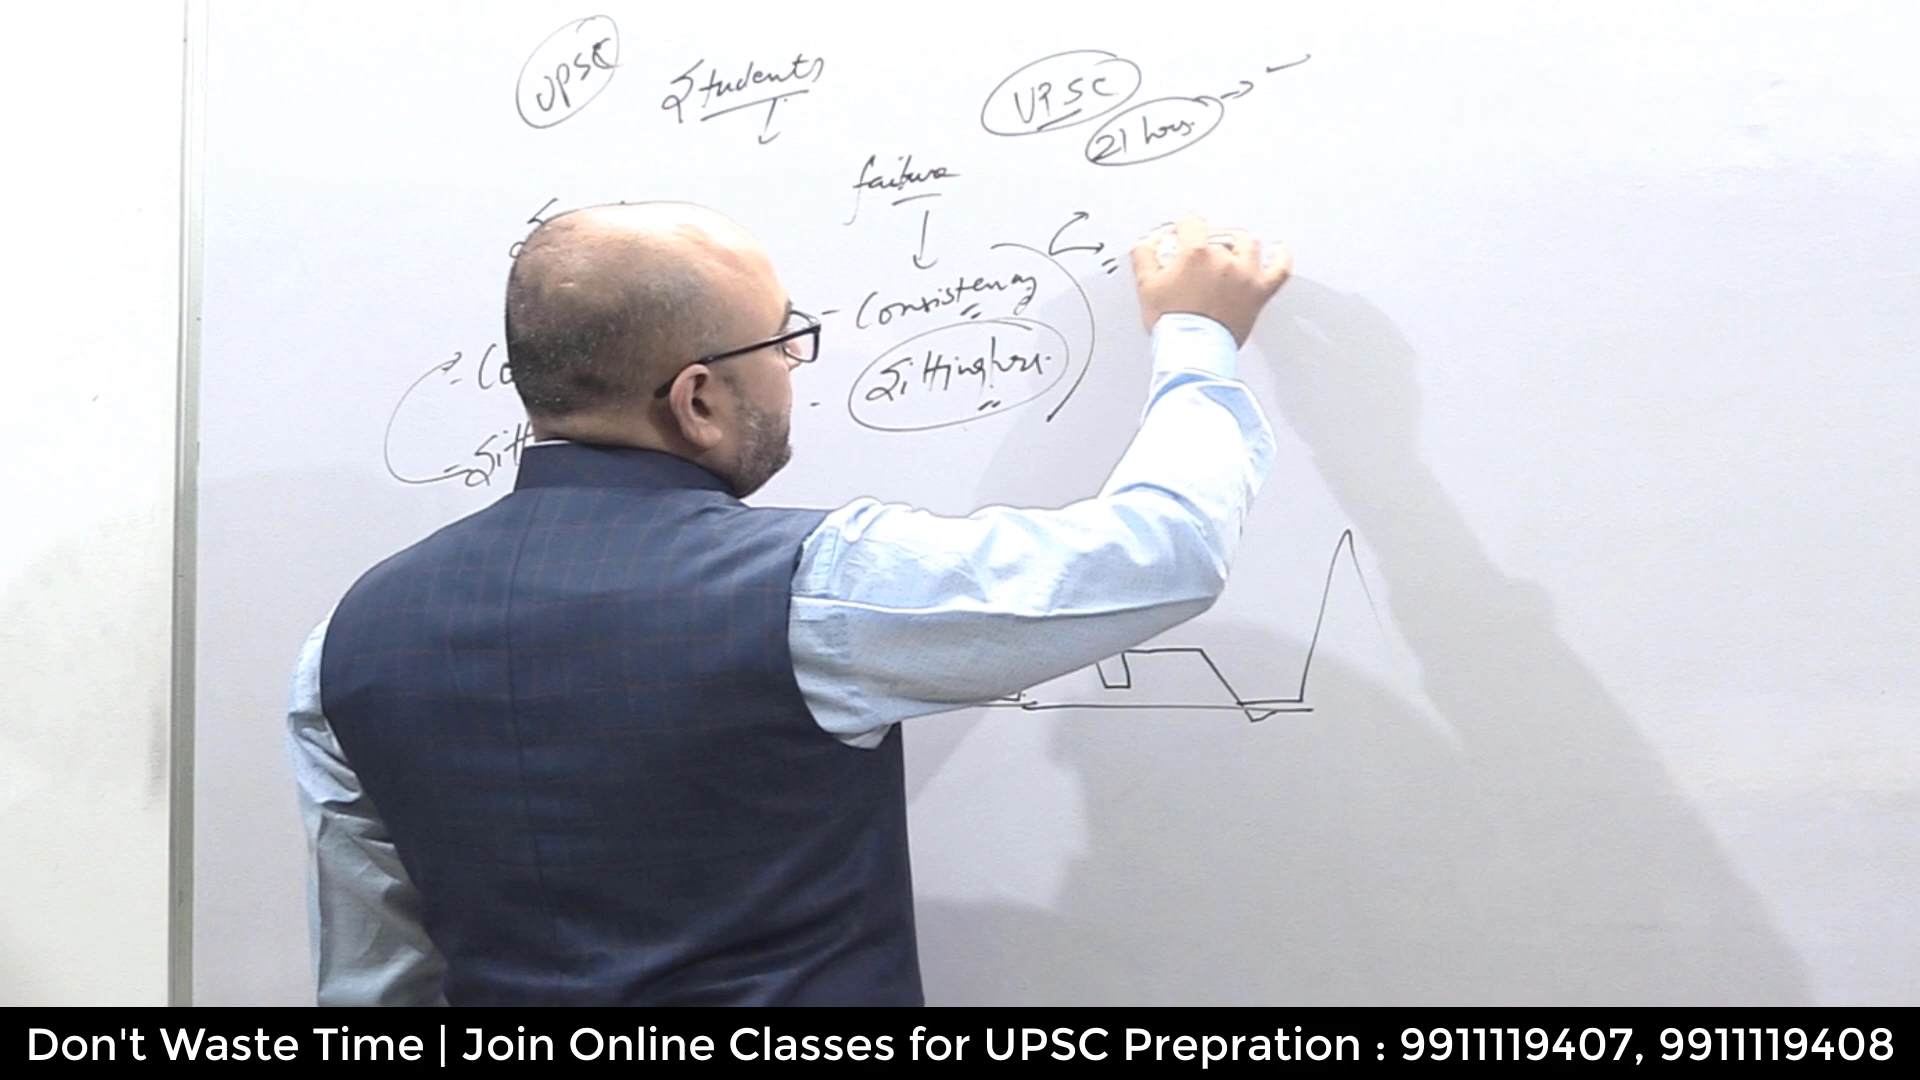 UPSC Students
UPSC
21 hrs.
failure
- Consistency
- Sitting hrs.
Don't Waste Time | Join Online Classes for UPSC Prepration : 9911119407, 9911119408